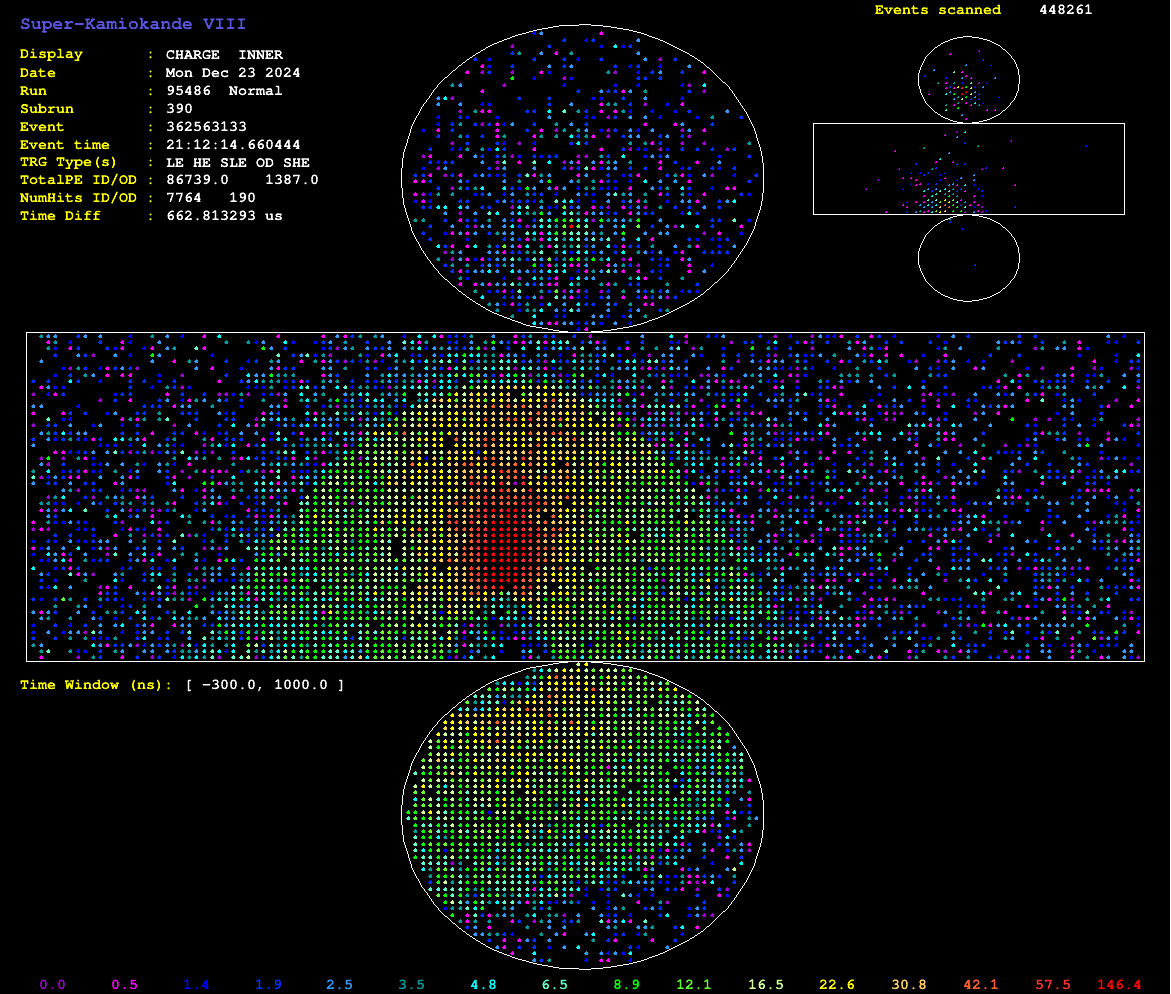 Super-Kamiokande VIII
Events scanned 448261
Display : CHARGE INNER
Date : Mon Dec 23 2024
Run : 95486 Normal
Subrun : 390
Event : 362563133
Event time : 21:12:14.660444
TRG Type(s) : LE HE SLE OD SHE
TotalPE ID/OD : 86739.0 1387.0
NumHits ID/OD : 7764 190
Time Diff : 662.813293 us
Time Window (ns): [ −300.0, 1000.0 ]
0.0 0.5 1.4 1.9 2.5 3.5 4.8 6.5 8.9 12.1 16.5 22.6 30.8 42.1 57.5 146.4